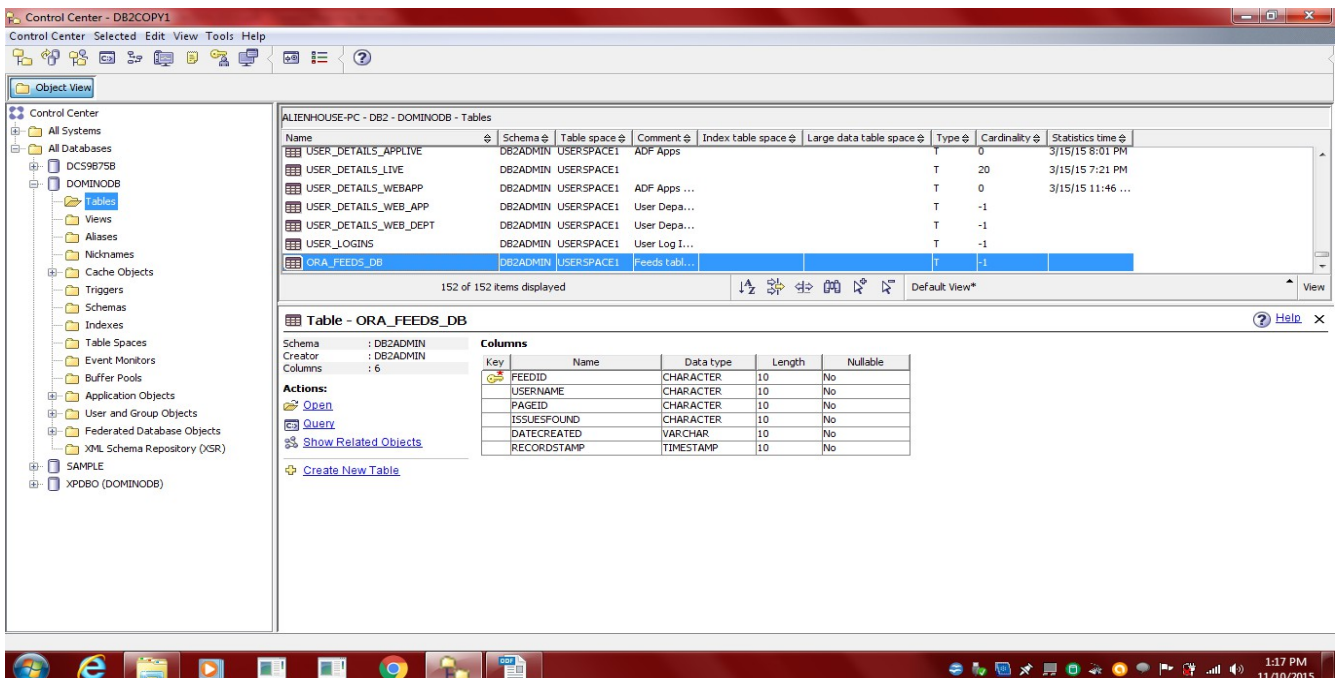 Control Center - DB2COPY1
Control Center Selected Edit View Tools Help
Object View
Control Center
All Systems
All Databases
DCS9B75B
DOMINODB
Tables
Views
Aliases
Nicknames
Cache Objects
Triggers
Schemas
Indexes
Table Spaces
Event Monitors
Buffer Pools
Application Objects
User and Group Objects
Federated Database Objects
XML Schema Repository (XSR)
SAMPLE
XPDBO (DOMINODB)
ALIENHOUSE-PC - DB2 - DOMINODB - Tables
Name Schema Table space Comment Index table space Large data table space Type Cardinality Statistics time
USER_DETAILS_APPLIVE DB2ADMIN USERSPACE1 ADF Apps T 0 3/15/15 8:01 PM
USER_DETAILS_LIVE DB2ADMIN USERSPACE1 T 20 3/15/15 7:21 PM
USER_DETAILS_WEBAPP DB2ADMIN USERSPACE1 ADF Apps ... T 0 3/15/15 11:46 ...
USER_DETAILS_WEB_APP DB2ADMIN USERSPACE1 User Depa... T -1
USER_DETAILS_WEB_DEPT DB2ADMIN USERSPACE1 User Depa... T -1
USER_LOGINS DB2ADMIN USERSPACE1 User Log I... T -1
ORA_FEEDS_DB DB2ADMIN USERSPACE1 Feeds tabl... T -1
152 of 152 items displayed Default View* View
Table - ORA_FEEDS_DB Help
Schema : DB2ADMIN
Creator : DB2ADMIN
Columns : 6
Actions:
Open
Query
Show Related Objects
Create New Table
Columns
Key Name Data type Length Nullable
FEEDID CHARACTER 10 No
USERNAME CHARACTER 10 No
PAGEID CHARACTER 10 No
ISSUESFOUND CHARACTER 10 No
DATECREATED VARCHAR 10 No
RECORDSTAMP TIMESTAMP 10 No
1:17 PM
11/10/2015